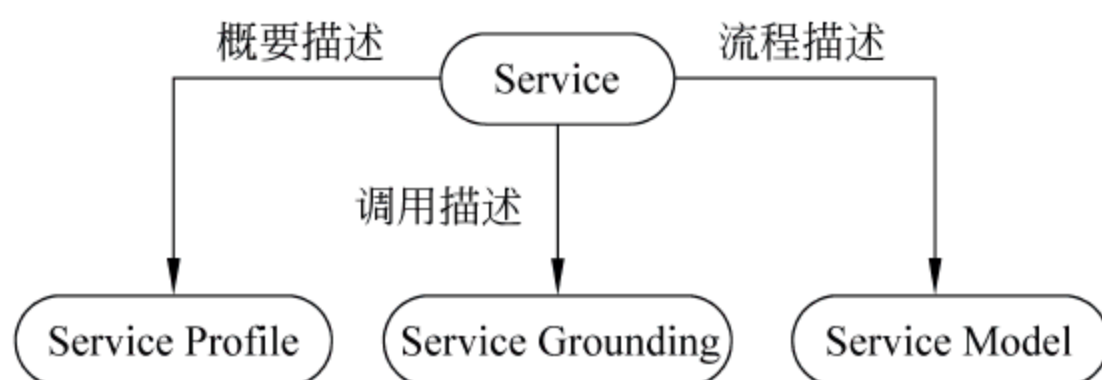 概要描述
Service
流程描述
调用描述
Service Profile
Service Grounding
Service Model